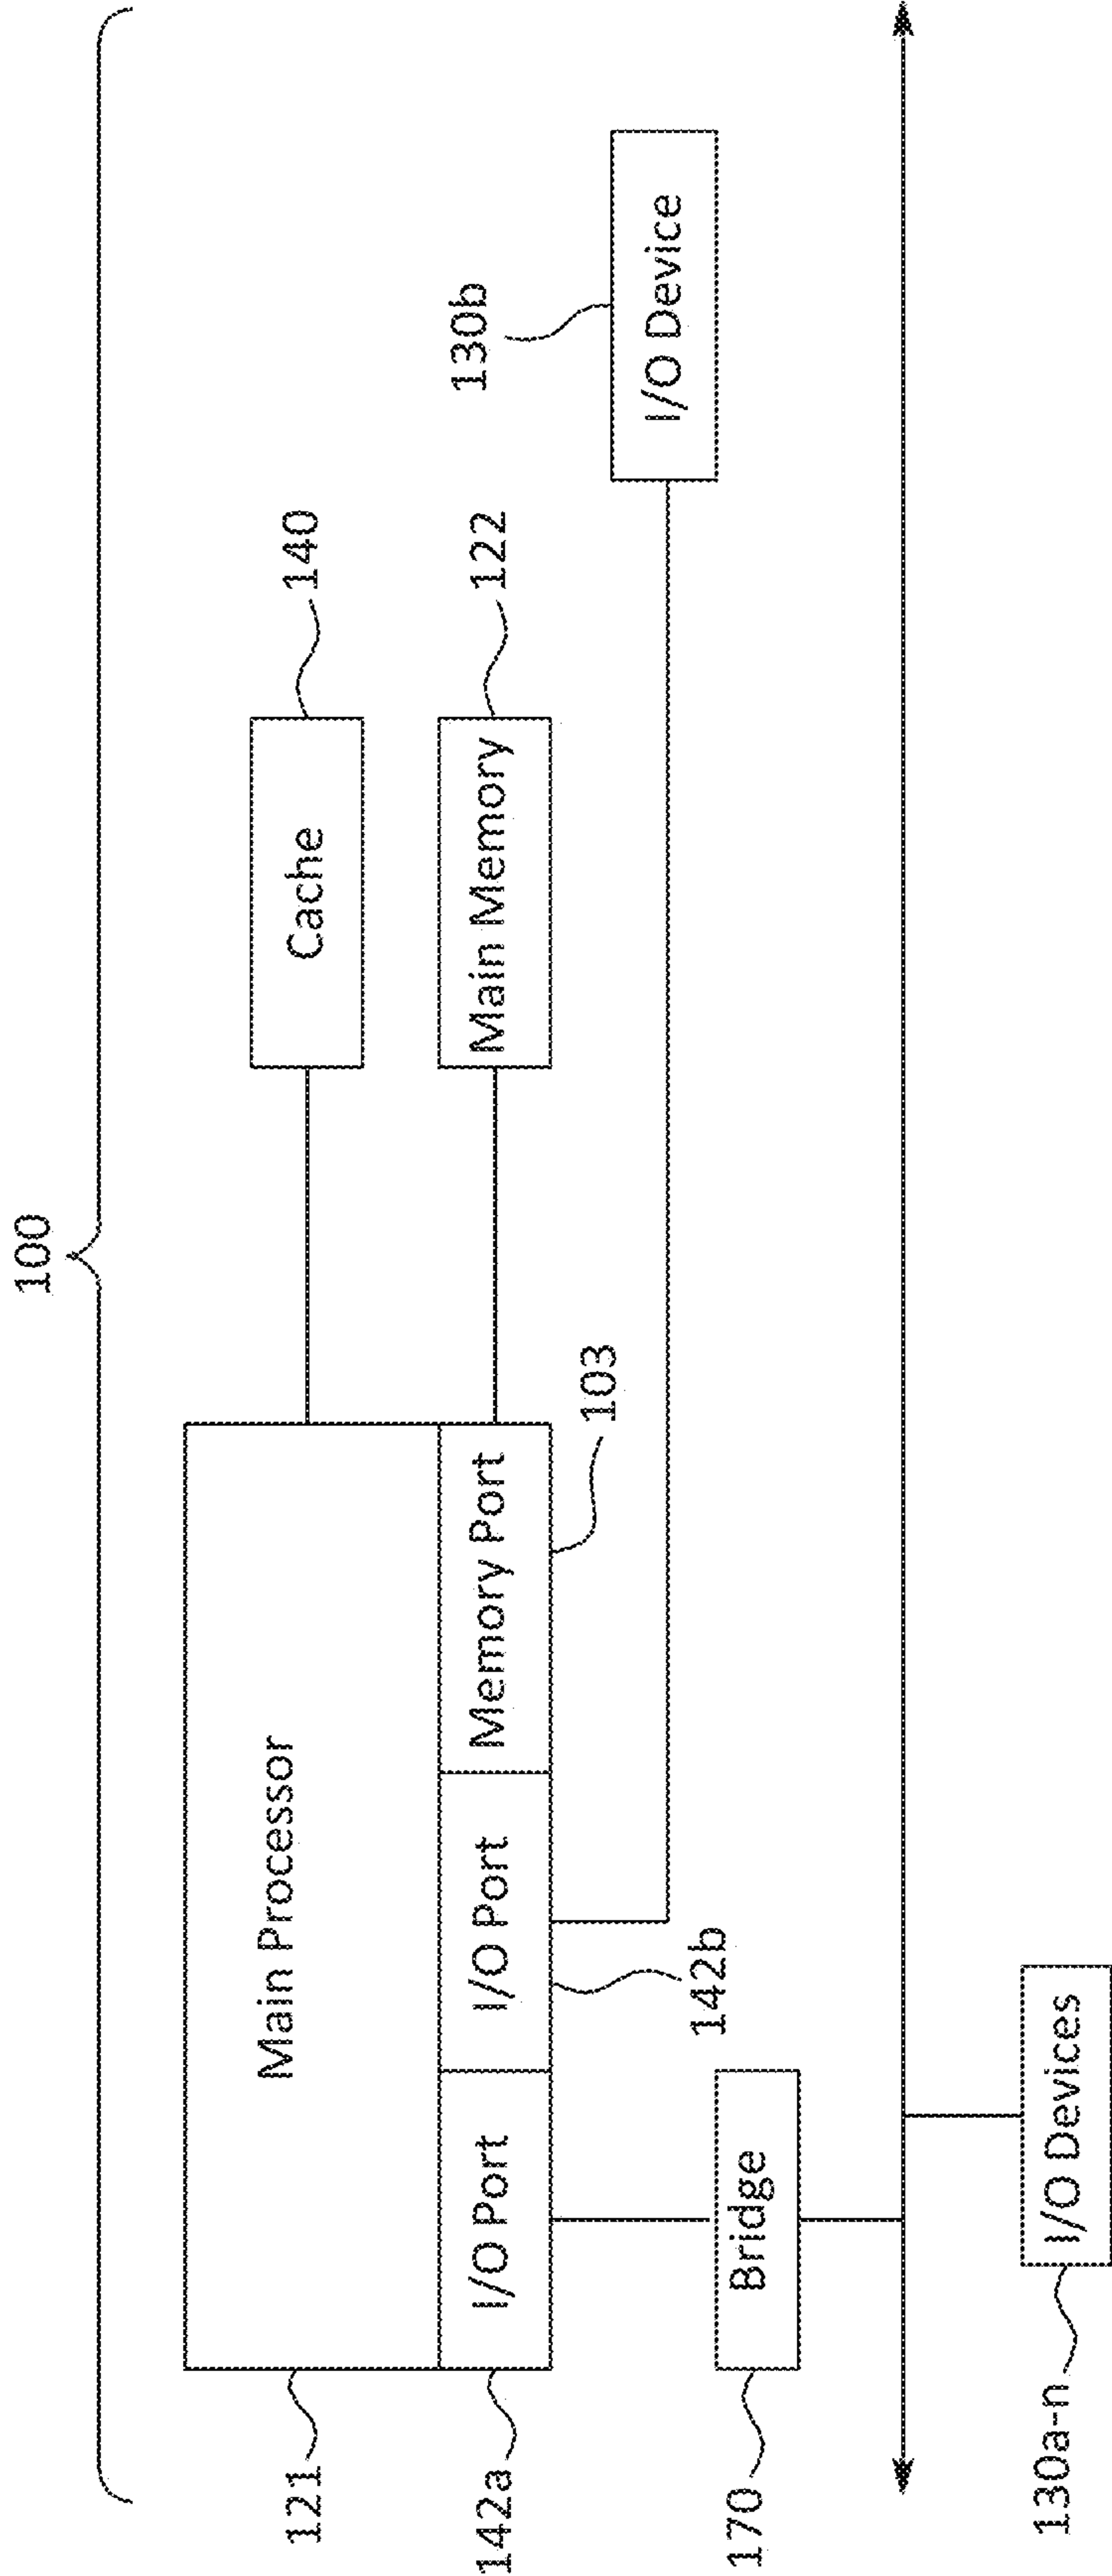 100
Main Processor
121
Cache
140
I/O Port
I/O Port
Memory Port
142a
142b
103
Main Memory
122
I/O Device
130b
Bridge
170
I/O Devices
130a-n